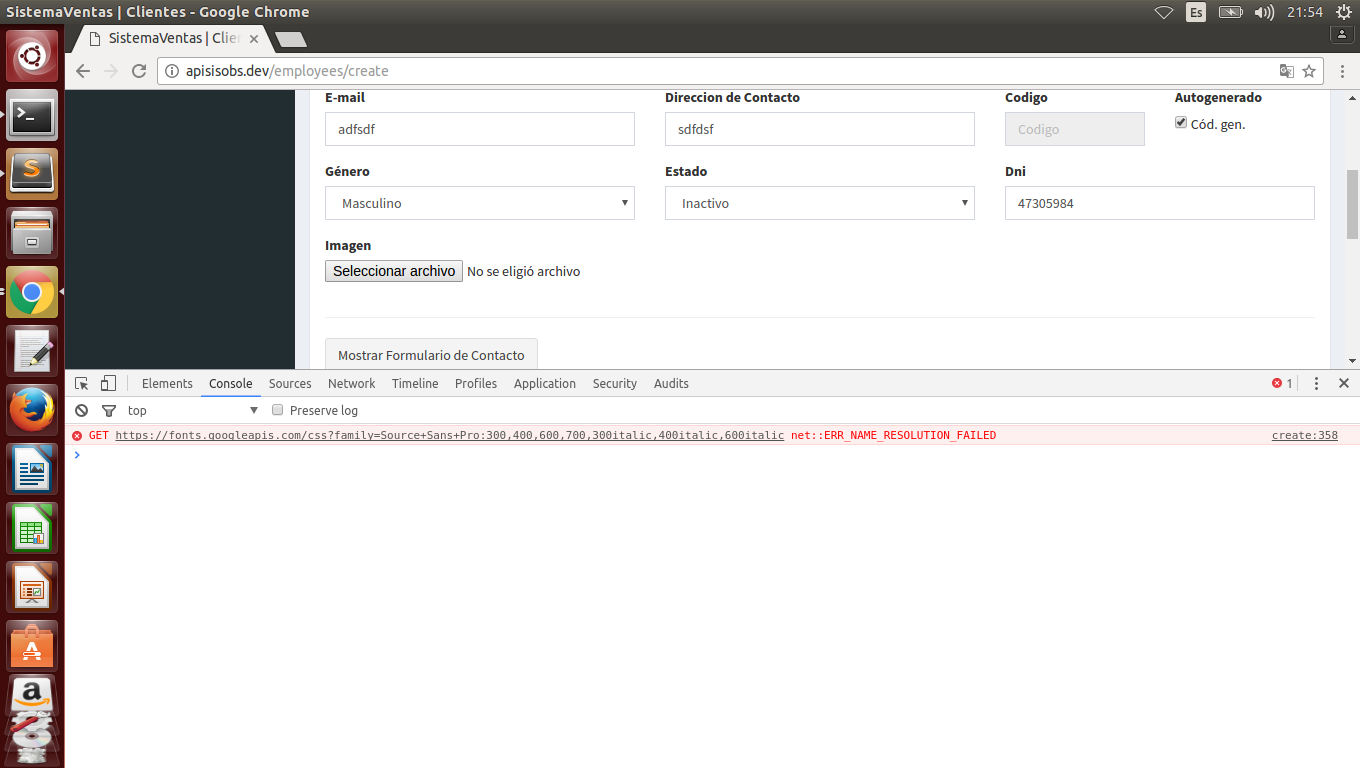 SistemaVentas | Clientes - Google Chrome
Es
21:54
SistemaVentas | Clie
apisisobs.dev/employees/create
E-mail
Direccion de Contacto
Codigo
Autogenerado
adfsdf
sdfdsf
Codigo
Cód. gen.
Género
Estado
Dni
Masculino
Inactivo
47305984
Imagen
Seleccionar archivo No se eligió archivo
Mostrar Formulario de Contacto
Elements Console Sources Network Timeline Profiles Application Security Audits
1
top
Preserve log
GET https://fonts.googleapis.com/css?family=Source+Sans+Pro:300,400,600,700,300italic,400italic,600italic net::ERR_NAME_RESOLUTION_FAILED
create:358